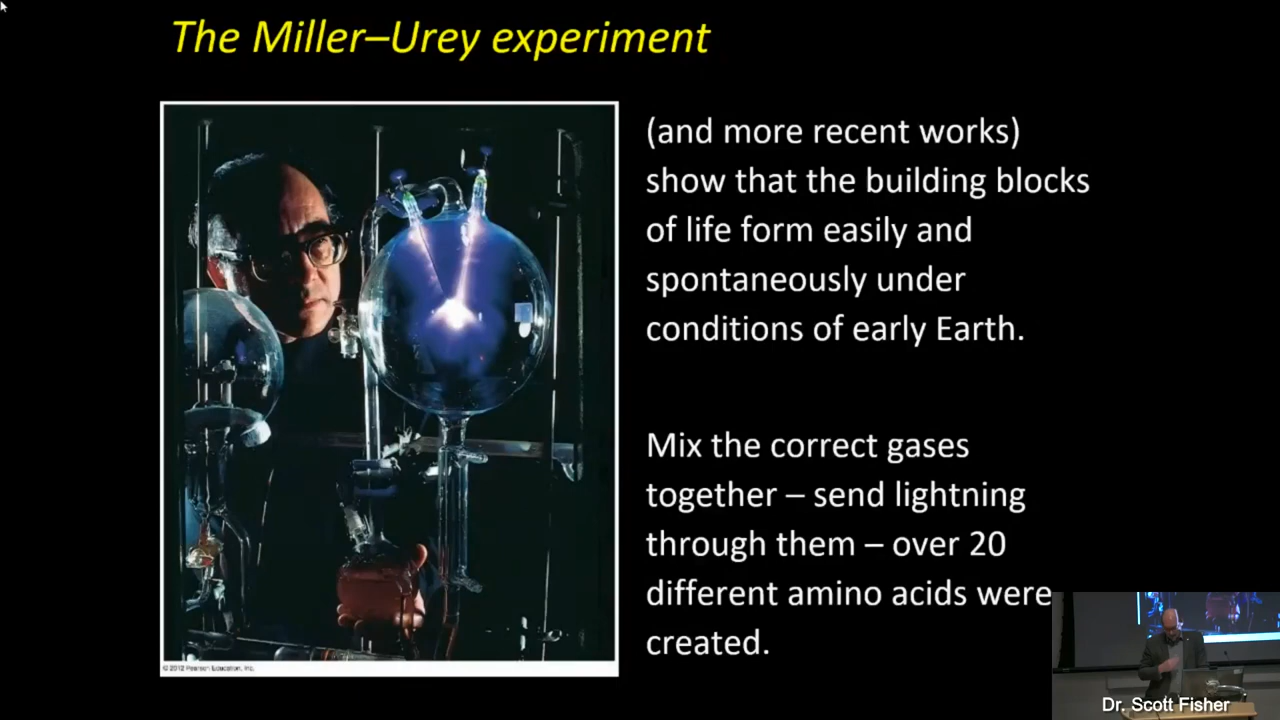 The Miller–Urey experiment
(and more recent works)
show that the building blocks
of life form easily and
spontaneously under
conditions of early Earth.
Mix the correct gases
together – send lightning
through them – over 20
different amino acids were
created.
© 2012 Pearson Education, Inc.
Dr. Scott Fisher